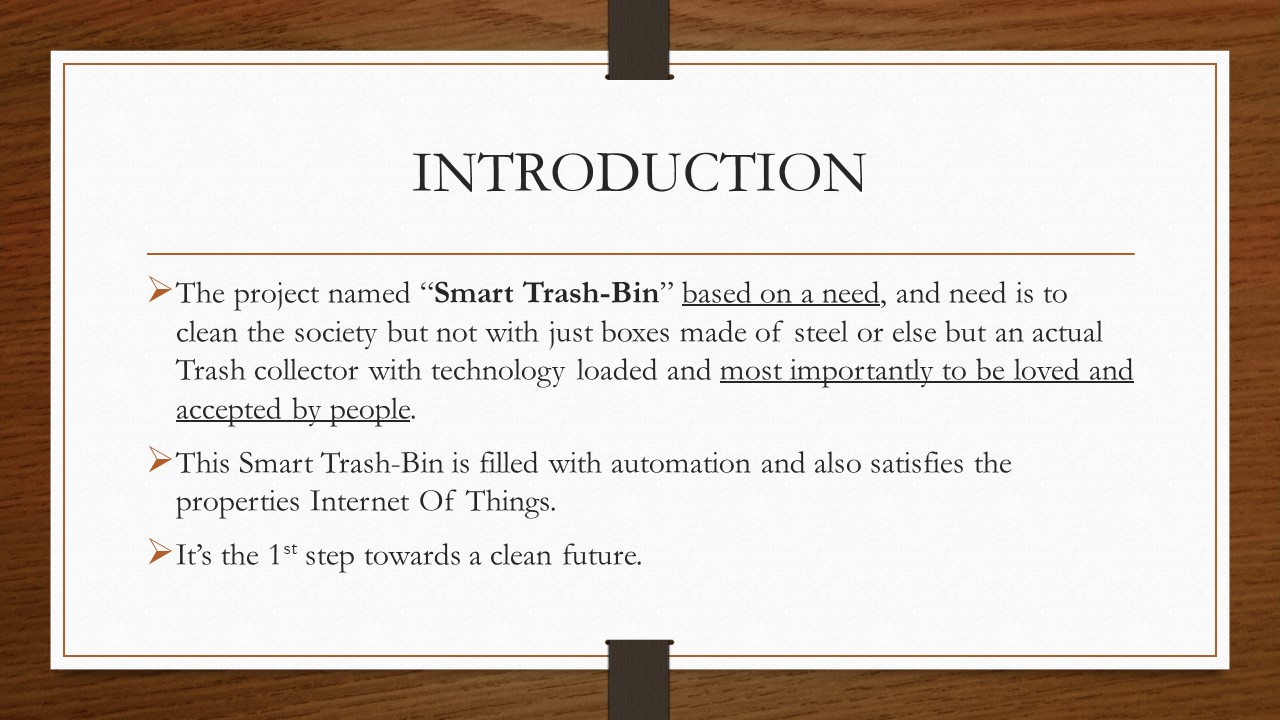 INTRODUCTION
The project named “Smart Trash-Bin” based on a need, and need is to
clean the society but not with just boxes made of steel or else but an actual
Trash collector with technology loaded and most importantly to be loved and
accepted by people.
This Smart Trash-Bin is filled with automation and also satisfies the
properties Internet Of Things.
It’s the 1st step towards a clean future.